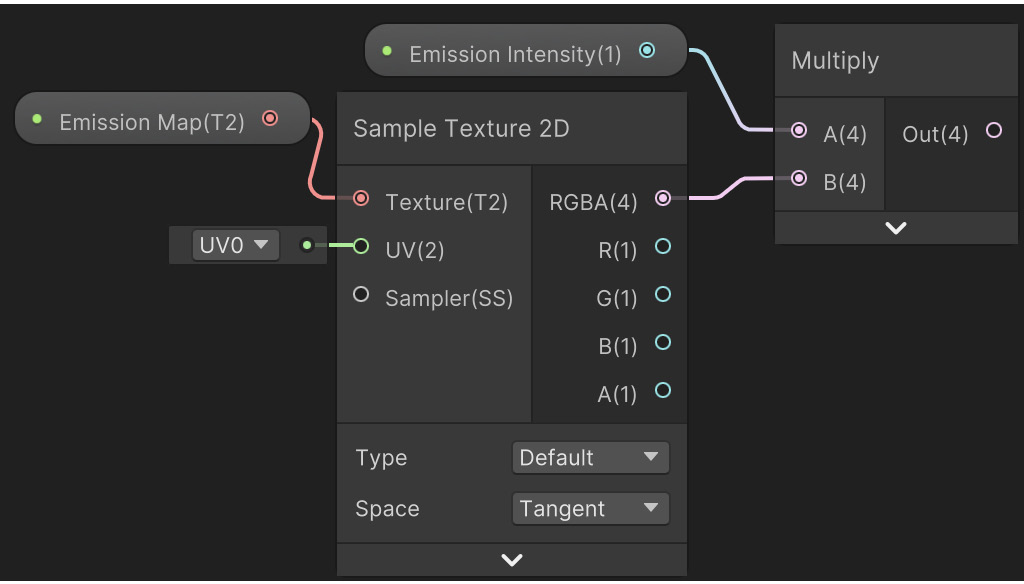 Emission Intensity(1)
Multiply
Emission Map(T2)
Sample Texture 2D
A(4)
Out(4)
B(4)
Texture(T2)
RGBA(4)
UV0
UV(2)
R(1)
Sampler(SS)
G(1)
B(1)
A(1)
Type
Default
Space
Tangent